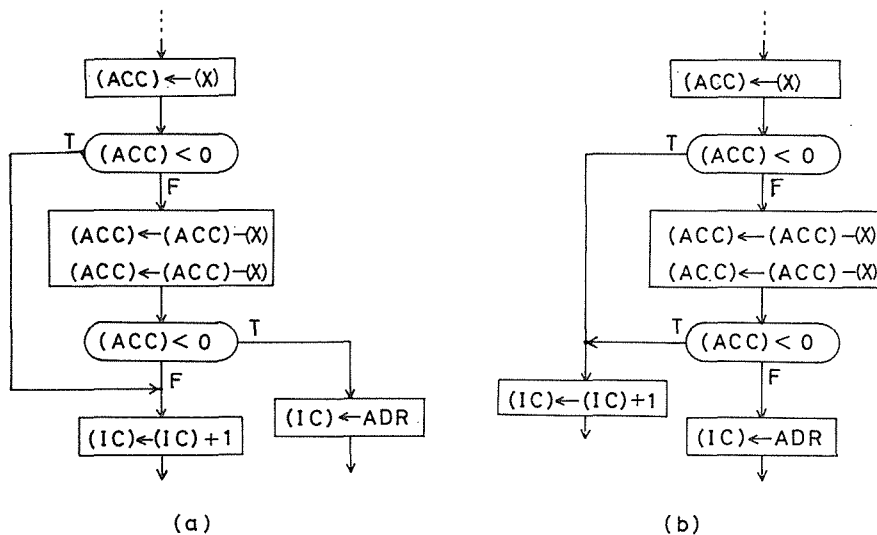 (ACC)←(X)
T
(ACC)<0
F
(ACC)←(ACC)−(X)
(ACC)←(ACC)−(X)
(ACC)<0
T
F
(IC)←(IC)+1
(IC)←ADR
(a)
(ACC)←(X)
T
(ACC)<0
F
(ACC)←(ACC)−(X)
(ACC)←(ACC)−(X)
T
(ACC)<0
F
(IC)←(IC)+1
(IC)←ADR
(b)